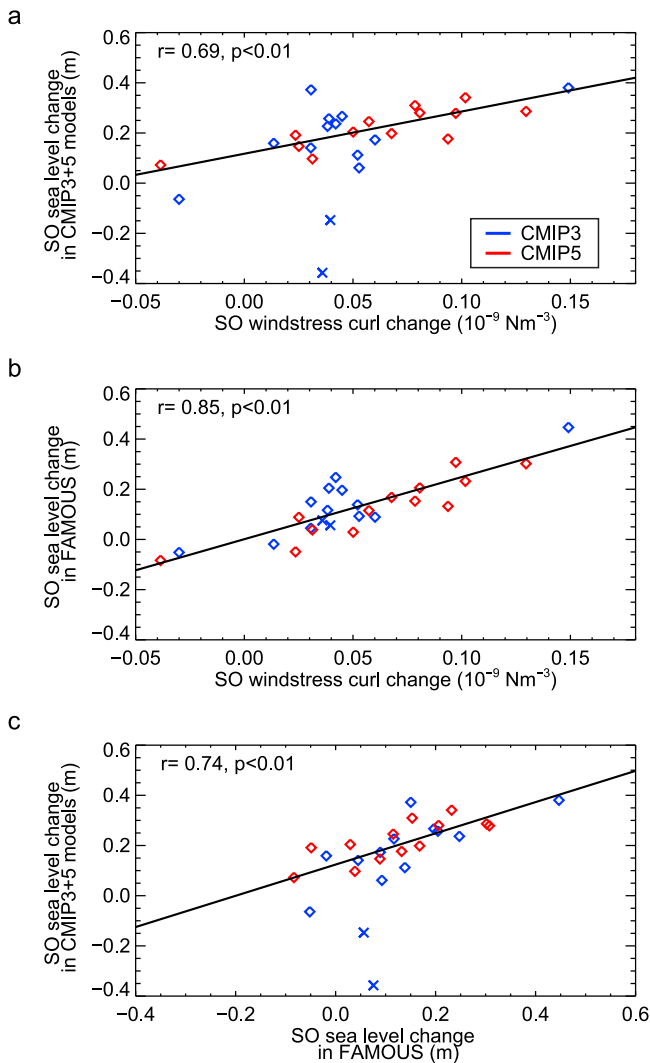 a
0.6
0.4
0.2
0.0
−0.2
−0.4
SO sea level change
in CMIP3+5 models (m)
r= 0.69, p<0.01
CMIP3
CMIP5
−0.05 0.00 0.05 0.10 0.15
SO windstress curl change (10⁻⁹ Nm⁻³)
b
0.6
0.4
0.2
0.0
−0.2
−0.4
SO sea level change
in FAMOUS (m)
r= 0.85, p<0.01
−0.05 0.00 0.05 0.10 0.15
SO windstress curl change (10⁻⁹ Nm⁻³)
c
0.6
0.4
0.2
0.0
−0.2
−0.4
SO sea level change
in CMIP3+5 models (m)
r= 0.74, p<0.01
−0.4 −0.2 0.0 0.2 0.4 0.6
SO sea level change
in FAMOUS (m)